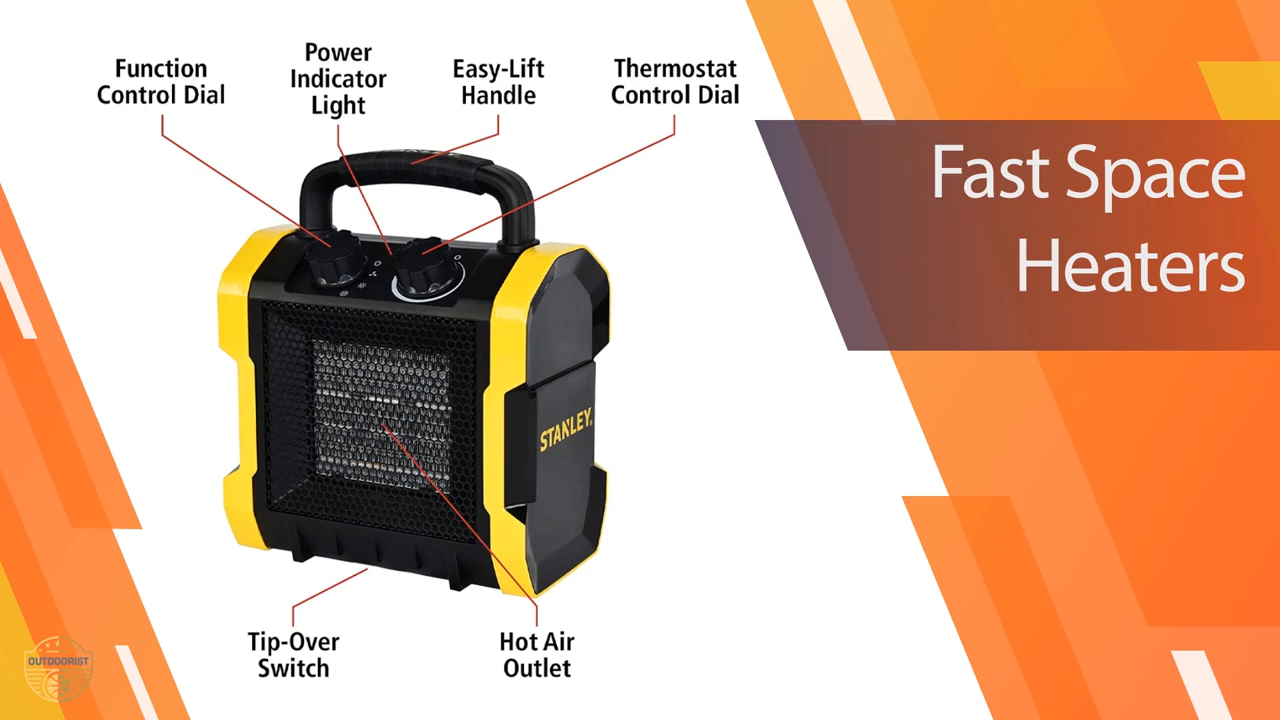 Function
Control Dial
Power
Indicator
Light
Easy-Lift
Handle
Thermostat
Control Dial
Fast Space
Heaters
STANLEY
Tip-Over
Switch
Hot Air
Outlet
OUTDOORIST